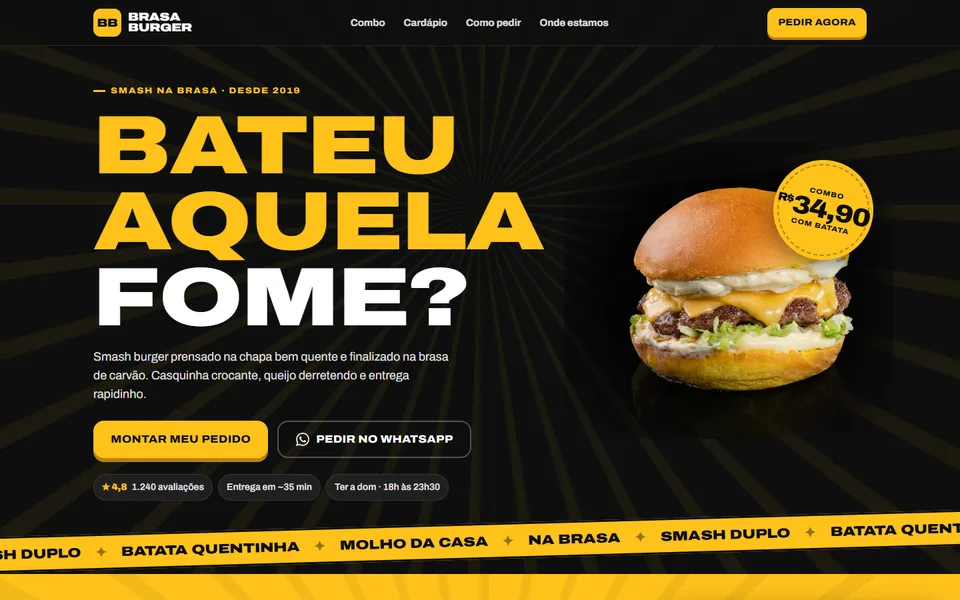 BB
BRASA
BURGER
Combo
Cardápio
Como pedir
Onde estamos
PEDIR AGORA
SMASH NA BRASA · DESDE 2019
BATEU
AQUELA
FOME?
COMBO
R$34,90
COM BATATA
Smash burger prensado na chapa bem quente e finalizado na brasa
de carvão. Casquinha crocante, queijo derretendo e entrega
rapidinho.
MONTAR MEU PEDIDO
PEDIR NO WHATSAPP
★ 4,8 1.240 avaliações
Entrega em ~35 min
Ter a dom · 18h às 23h30
SH DUPLO ✦ BATATA QUENTINHA ✦ MOLHO DA CASA ✦ NA BRASA ✦ SMASH DUPLO ✦ BATATA QUENT